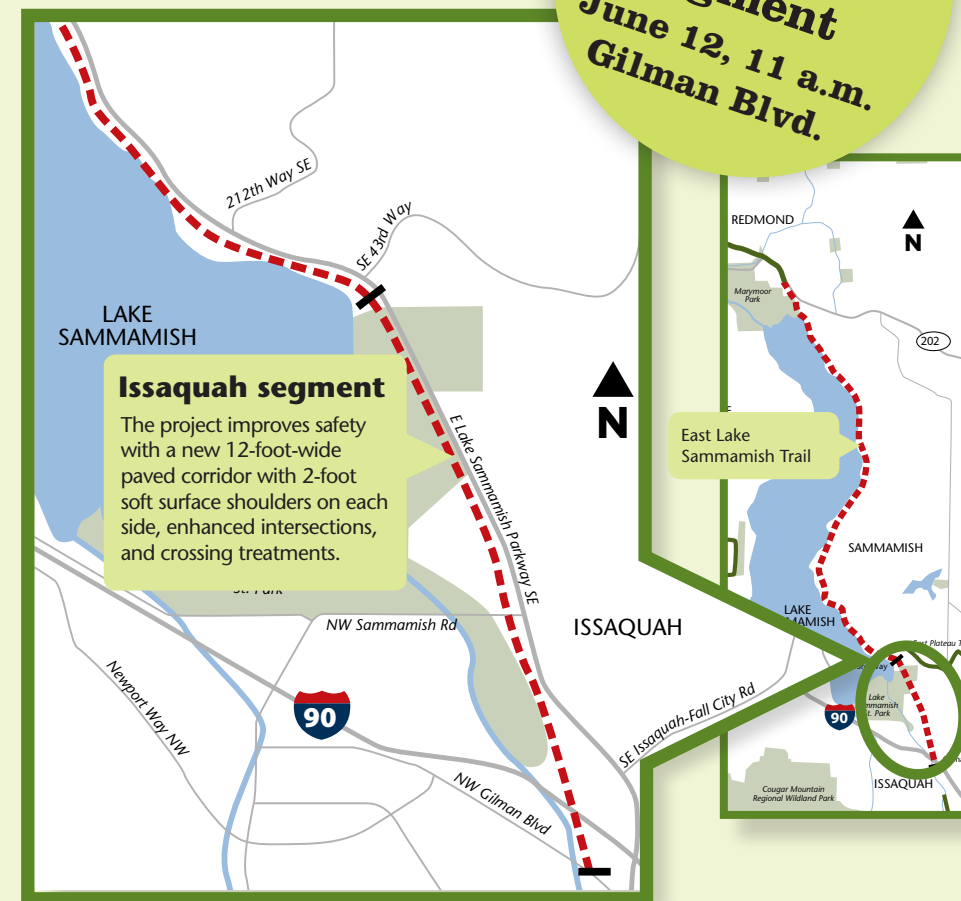 June 12, 11 a.m.
Gilman Blvd.
212th Way SE
SE 43rd Way
LAKE
SAMMAMISH
Issaquah segment
The project improves safety
with a new 12-foot-wide
paved corridor with 2-foot
soft surface shoulders on each
side, enhanced intersections,
and crossing treatments.
E Lake Sammamish Parkway SE
NW Sammamish Rd
ISSAQUAH
Newport Way NW
90
SE Issaquah-Fall City Rd
NW Gilman Blvd
N
REDMOND
N
Marymoor
Park
202
East Lake
Sammamish Trail
SAMMAMISH
LAKE
Plateau
Lake
Park
90
ISSAQUAH
Cougar Mountain
Regional Wildland Park